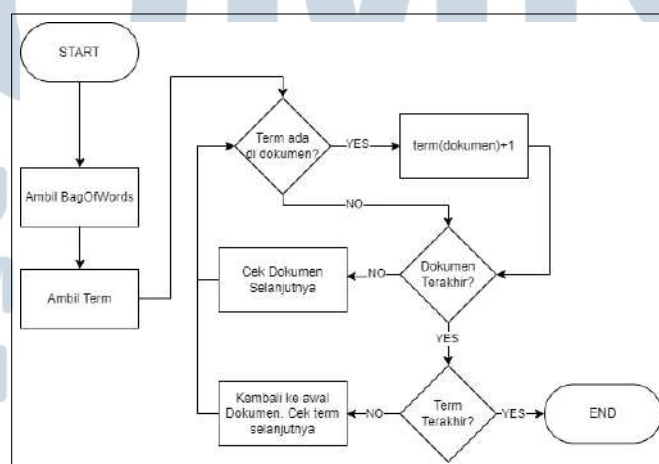 START
Ambil BagOfWords
Ambil Term
Term ada
di dokumen?
YES
term(dokumen)+1
NO
Dokumen
Terakhir?
NO
Cek Dokumen
Selanjutnya
YES
Term
Terakhir?
NO
Kembali ke awal
Dokumen. Cek term
selanjutnya
YES
END